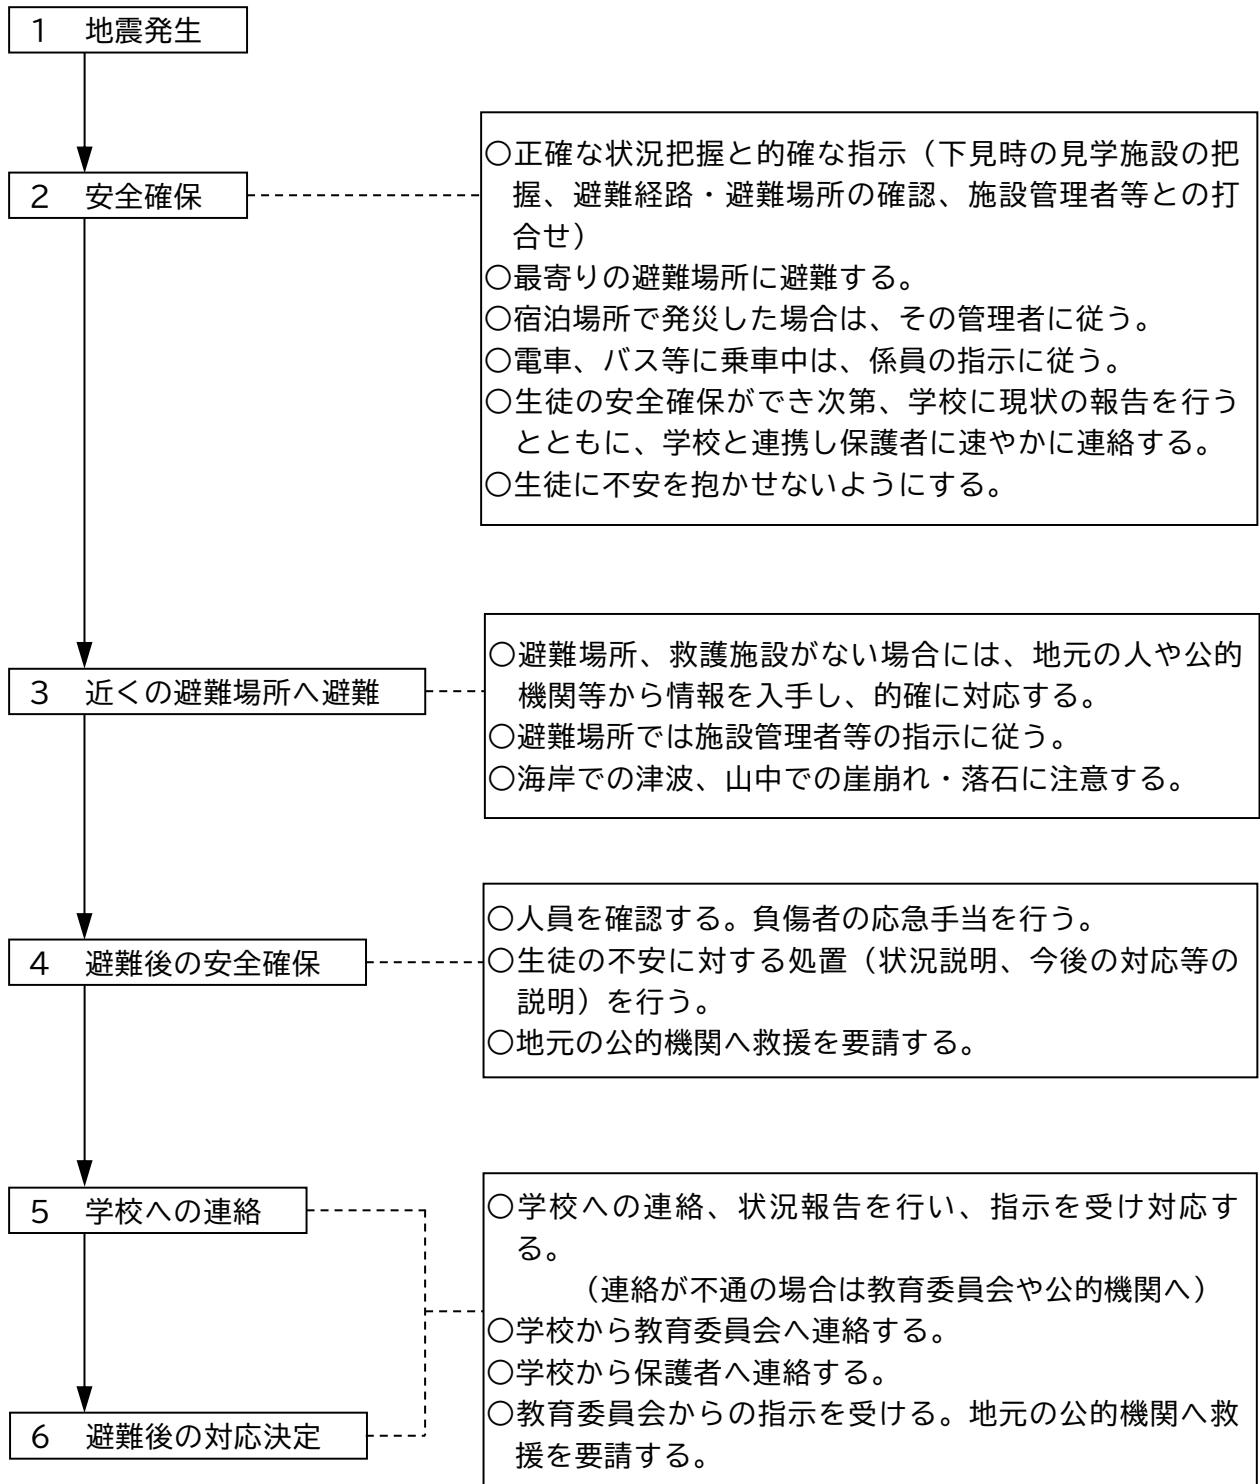 １　地震発生
２　安全確保
○正確な状況把握と的確な指示（下見時の見学施設の把
握、避難経路・避難場所の確認、施設管理者等との打
合せ）
○最寄りの避難場所に避難する。
○宿泊場所で発災した場合は、その管理者に従う。
○電車、バス等に乗車中は、係員の指示に従う。
○生徒の安全確保ができ次第、学校に現状の報告を行う
とともに、学校と連携し保護者に速やかに連絡する。
○生徒に不安を抱かせないようにする。
３　近くの避難場所へ避難
○避難場所、救護施設がない場合には、地元の人や公的
機関等から情報を入手し、的確に対応する。
○避難場所では施設管理者等の指示に従う。
○海岸での津波、山中での崖崩れ・落石に注意する。
４　避難後の安全確保
○人員を確認する。負傷者の応急手当を行う。
○生徒の不安に対する処置（状況説明、今後の対応等の
説明）を行う。
○地元の公的機関へ救援を要請する。
５　学校への連絡
６　避難後の対応決定
○学校への連絡、状況報告を行い、指示を受け対応す
る。
（連絡が不通の場合は教育委員会や公的機関へ）
○学校から教育委員会へ連絡する。
○学校から保護者へ連絡する。
○教育委員会からの指示を受ける。地元の公的機関へ救
援を要請する。